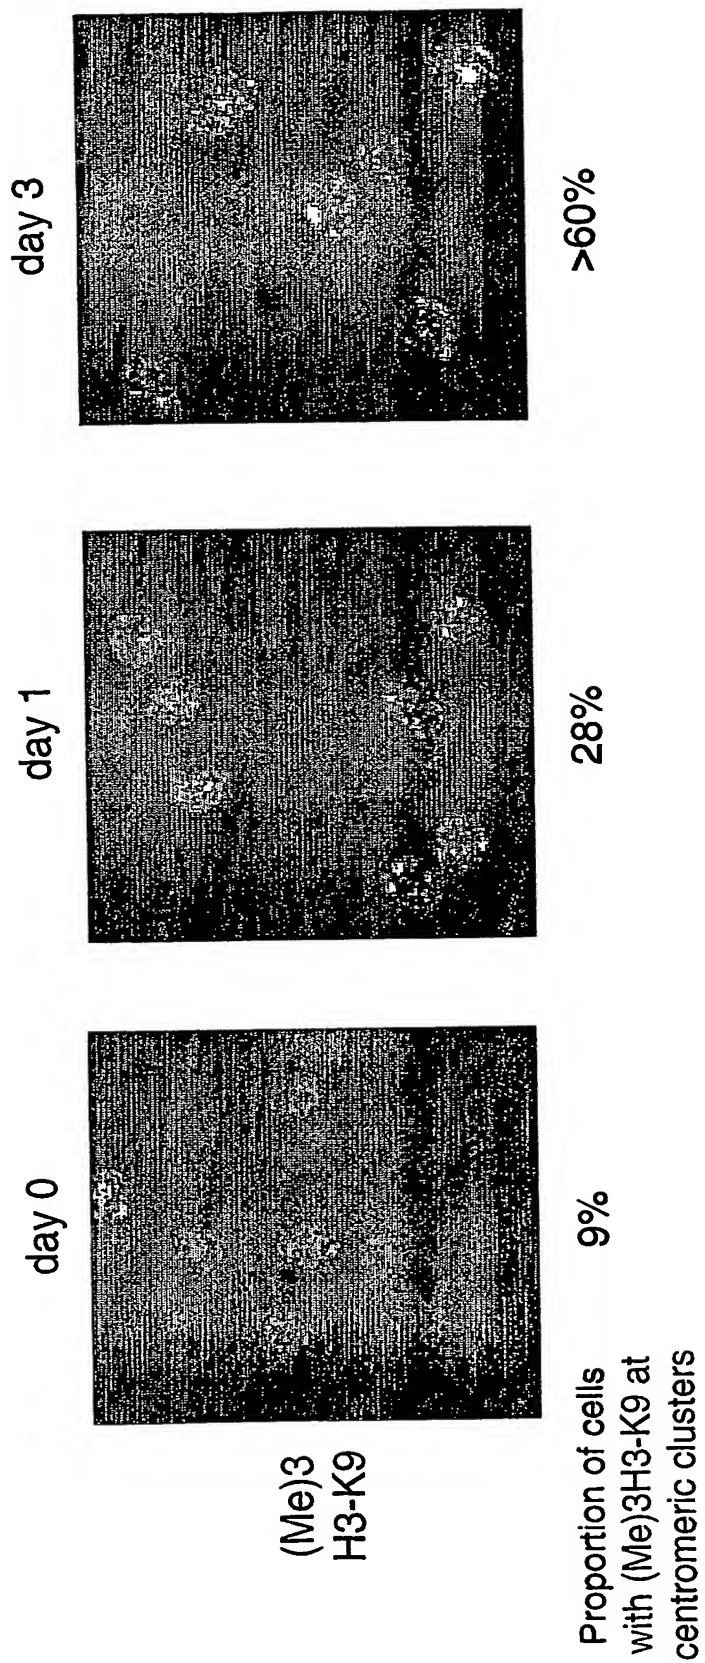 day 0
day 1
day 3
(Me)3
H3-K9
Proportion of cells
with (Me)3H3-K9 at
centromeric clusters
9%
28%
>60%